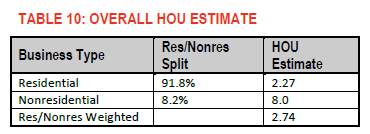 TABLE 10: OVERALL HOU ESTIMATE
Business Type Res/Nonres Split HOU Estimate
Residential 91.8% 2.27
Nonresidential 8.2% 8.0
Res/Nonres Weighted 2.74